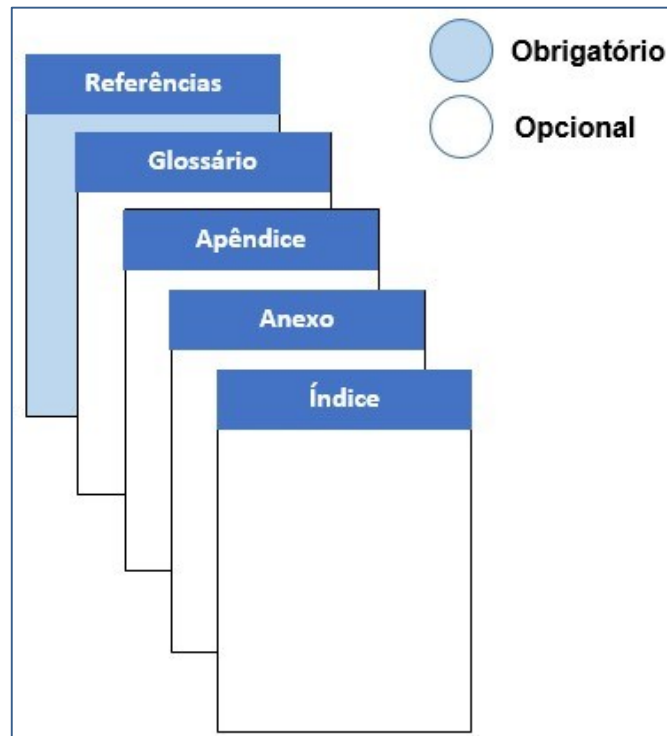 Obrigatório
Opcional
Referências
Glossário
Apêndice
Anexo
Índice